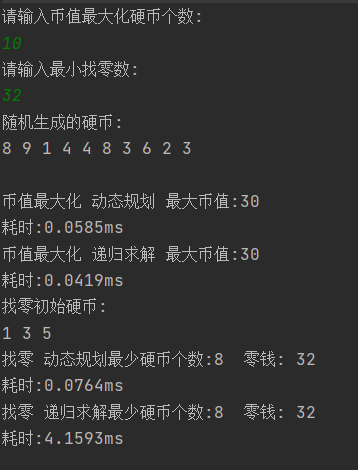 请输入币值最大化硬币个数:
10
请输入最小找零数:
32
随机生成的硬币:
8 9 1 4 4 8 3 6 2 3
币值最大化 动态规划 最大币值:30
耗时:0.0585ms
币值最大化 递归求解 最大币值:30
耗时:0.0419ms
找零初始硬币:
1 3 5
找零 动态规划最少硬币个数:8  零钱: 32
耗时:0.0764ms
找零 递归求解最少硬币个数:8  零钱: 32
耗时:4.1593ms